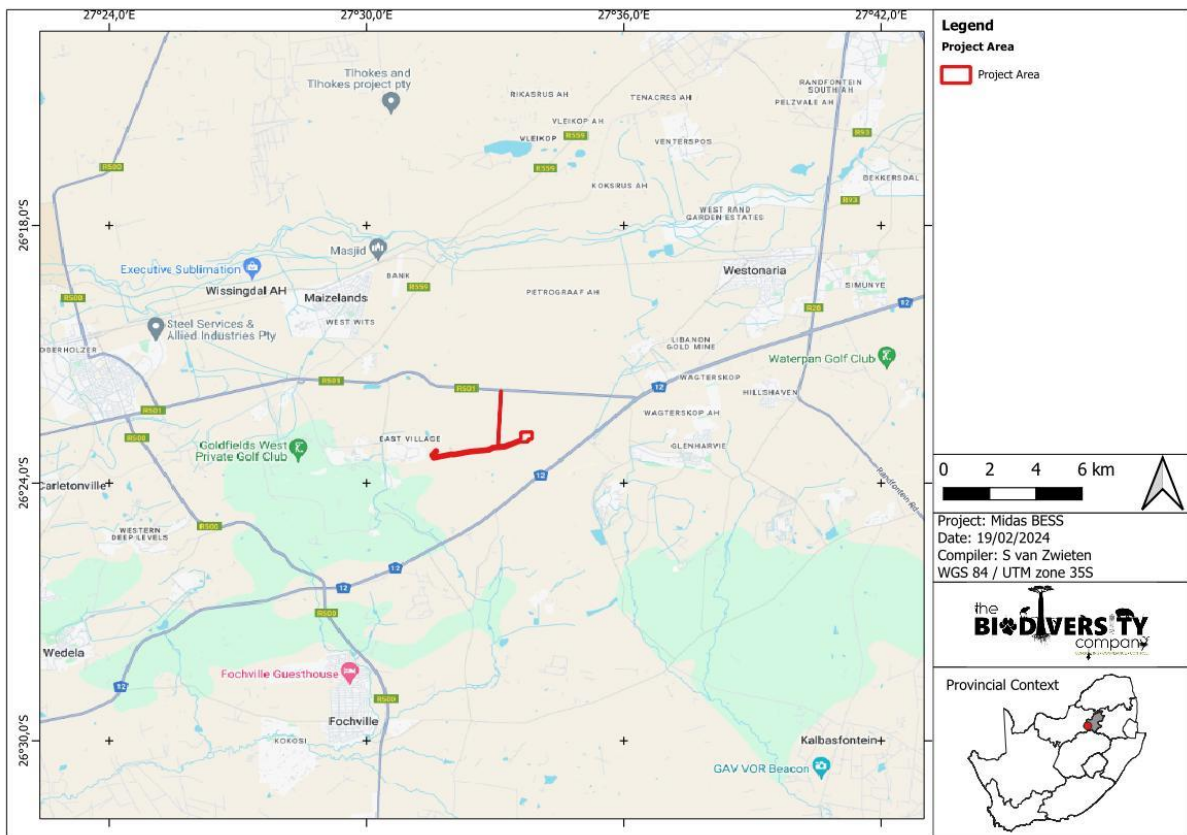 27°24,0'E
27°30,0'E
27°36,0'E
27°42,0'E
26°18,0'S
26°24,0'S
26°30,0'S
Tlhokes and
Tlhokes project pty
RIKASRUS AH
TENACRES AH
RANDFONTEIN
SOUTH AH
PELZVALE AH
VLEIKOP AH
VLEIKOP
R559
VENTERSPOS
R93
R500
R559
KOKSRUS AH
BEKKERSDAL
R93
WEST RAND
GARDEN ESTATES
Masjid
Executive Sublimation
BANK
Westonaria
Wissingdal AH
R559
PETROGRAAF AH
SIMUNYE
Maizelands
R500
12
R28
WEST WITS
Steel Services &
Allied Industries Pty
OBERHOLZER
LIBANON
GOLD MINE
Waterpan Golf Club
WAGTERSKOP
R501
R501
12
HILLSHAVEN
R501
WAGTERSKOP AH
R500
EAST VILLAGE
Goldfields West
Private Golf Club
GLENHARVIE
12
Carletonville
Randfontein Rd
WESTERN
DEEP LEVELS
R500
12
12
R500
Wedela
Fochville Guesthouse
12
R500
Fochville
KOKOSI
Kalbasfontein
GAV VOR Beacon
Legend
Project Area
Project Area
0 2 4 6 km
Project: Midas BESS
Date: 19/02/2024
Compiler: S van Zwieten
WGS 84 / UTM zone 35S
the
BIODIVERSITY
company
Provincial Context